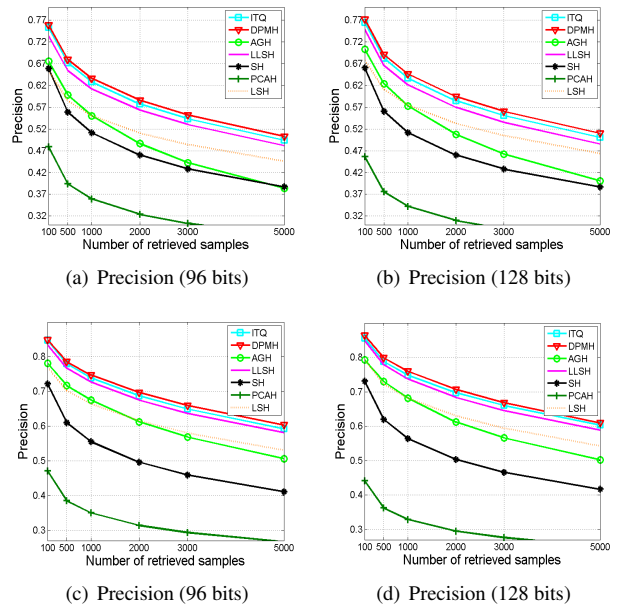 0.77
0.72
0.67
0.62
0.57
0.52
0.47
0.42
0.37
0.32
Precision
100 500 1000 2000 3000 5000
Number of retrieved samples
ITQ
DPMH
AGH
LLSH
SH
PCAH
LSH
(a) Precision (96 bits)
0.77
0.72
0.67
0.62
0.57
0.52
0.47
0.42
0.37
0.32
Precision
100 500 1000 2000 3000 5000
Number of retrieved samples
ITQ
DPMH
AGH
LLSH
SH
PCAH
LSH
(b) Precision (128 bits)
0.8
0.7
0.6
0.5
0.4
0.3
Precision
100 500 1000 2000 3000 5000
Number of retrieved samples
ITQ
DPMH
AGH
LLSH
SH
PCAH
LSH
(c) Precision (96 bits)
0.8
0.7
0.6
0.5
0.4
0.3
Precision
100 500 1000 2000 3000 5000
Number of retrieved samples
ITQ
DPMH
AGH
LLSH
SH
PCAH
LSH
(d) Precision (128 bits)